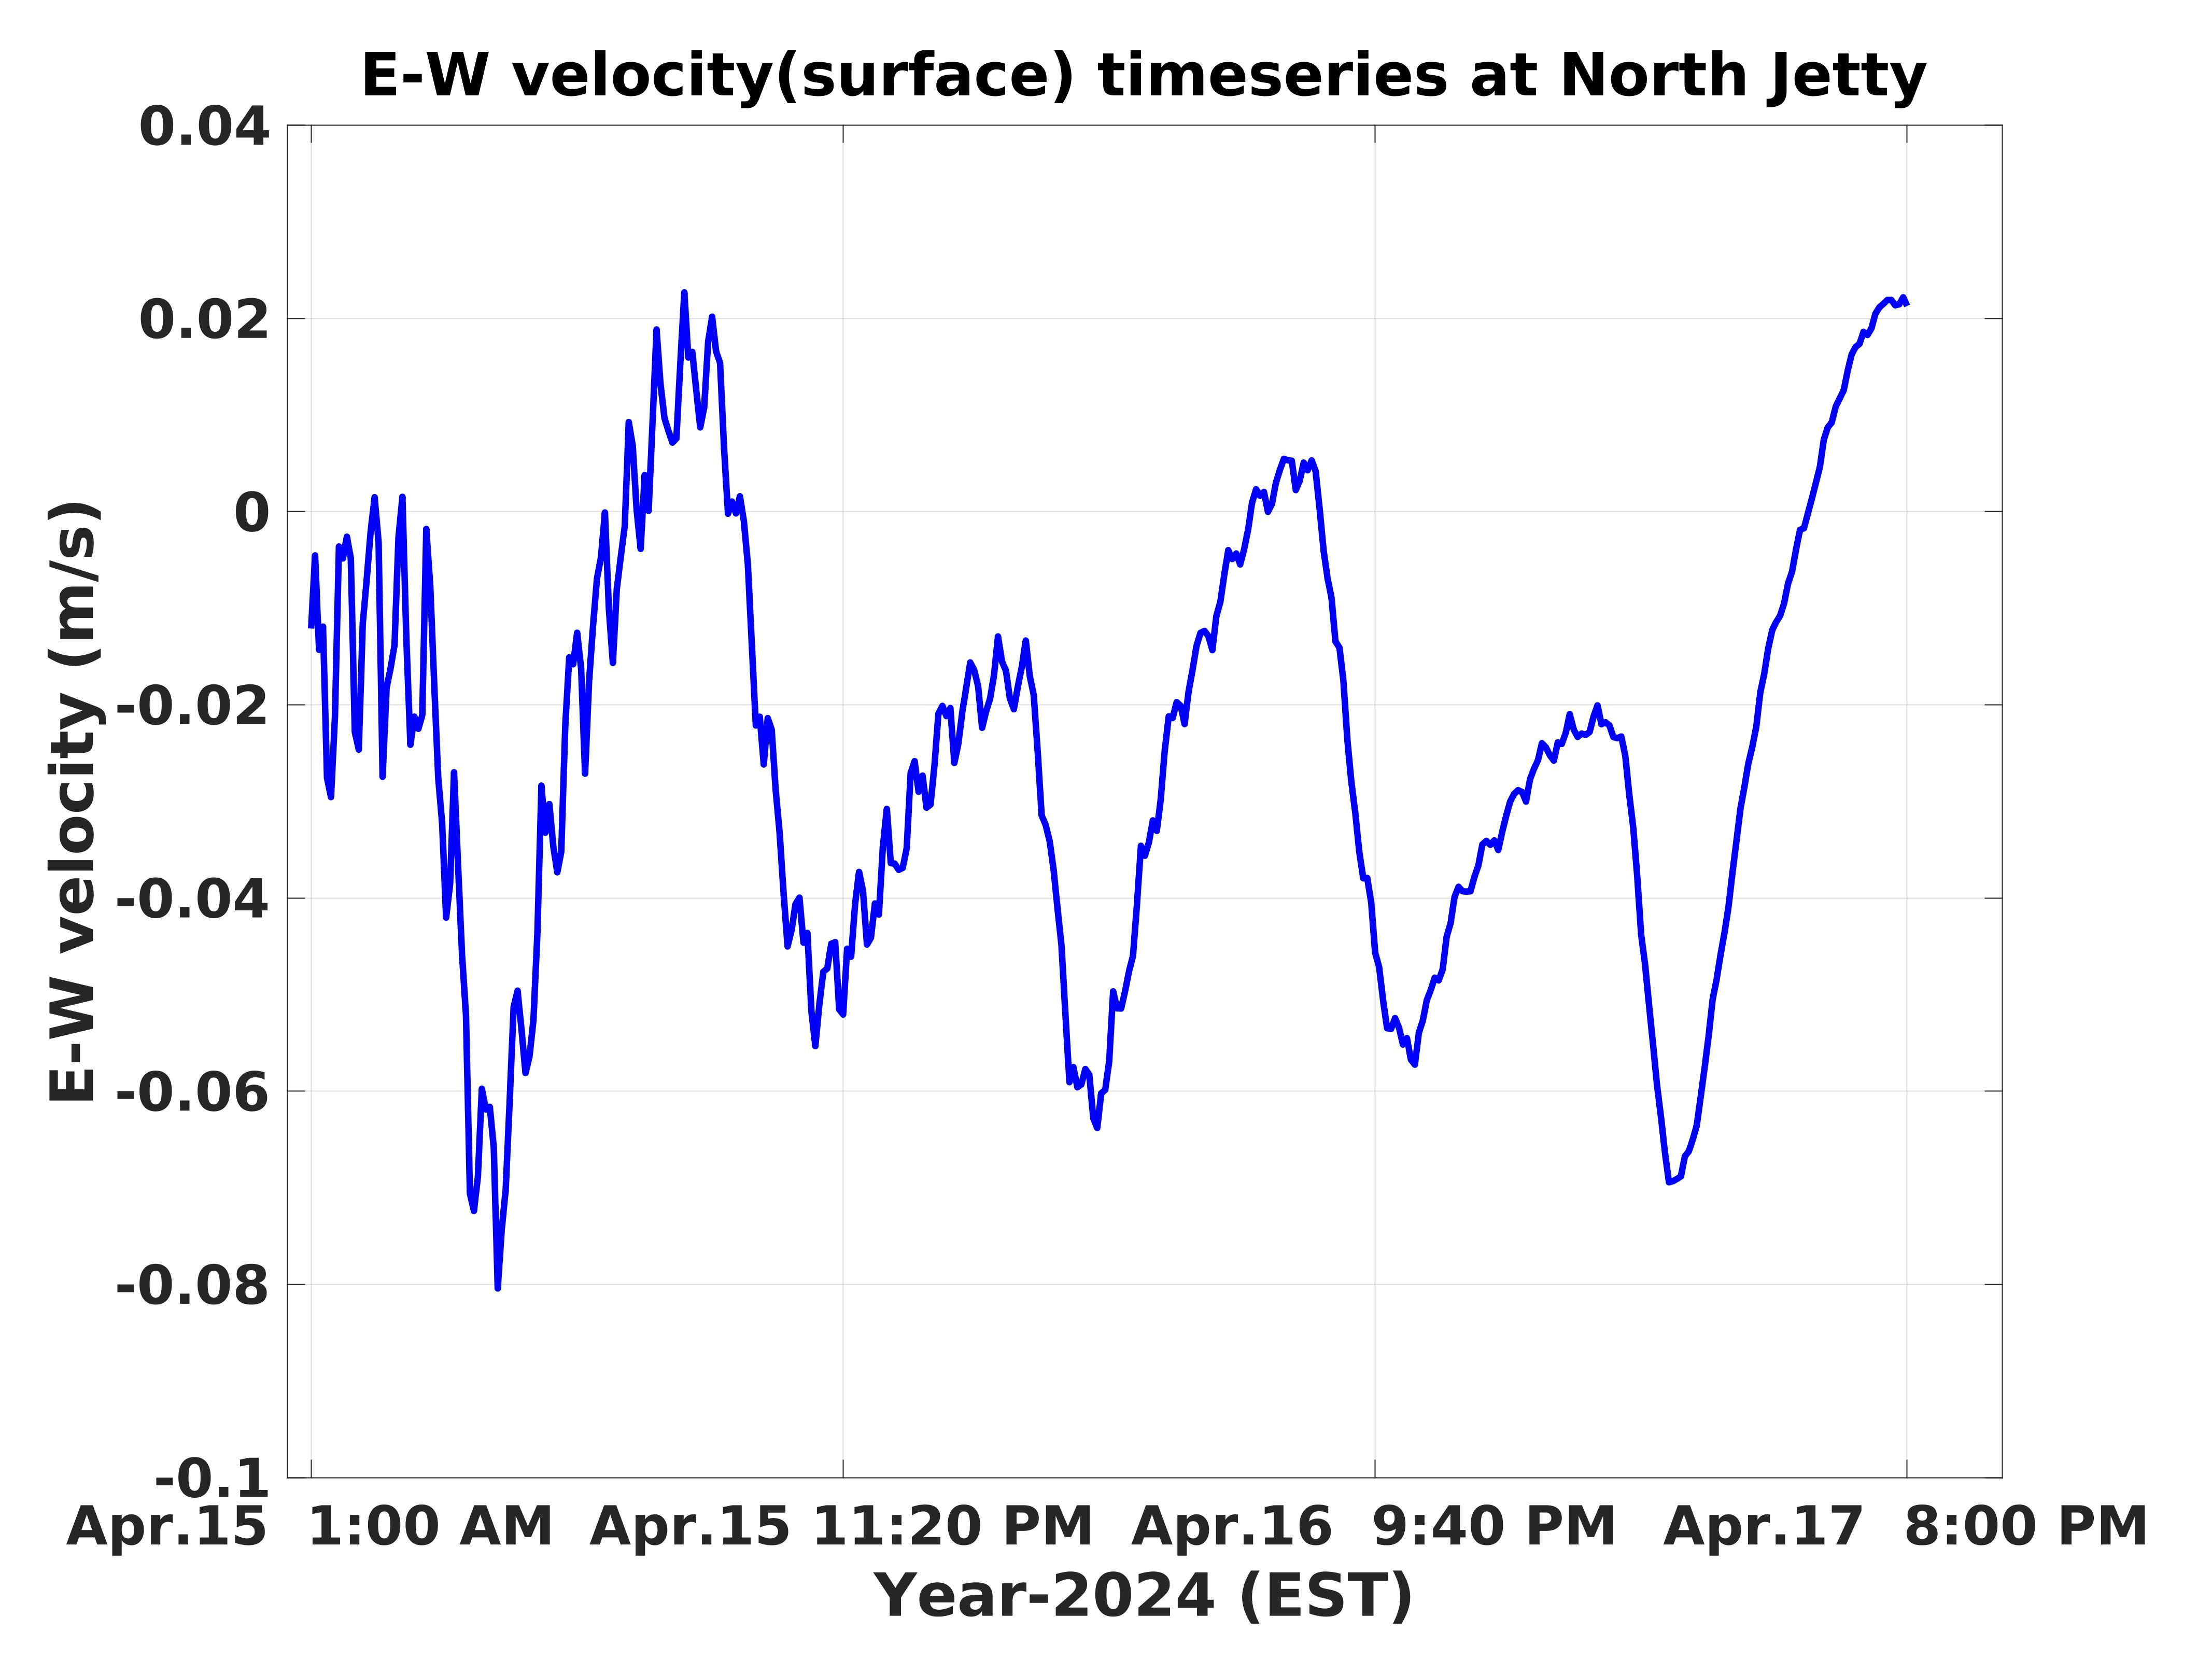 E-W velocity(surface) timeseries at North Jetty
0.04
0.02
0
-0.02
-0.04
-0.06
-0.08
-0.1
E-W velocity (m/s)
Apr.15 1:00 AM Apr.15 11:20 PM Apr.16 9:40 PM Apr.17 8:00 PM
Year-2024 (EST)